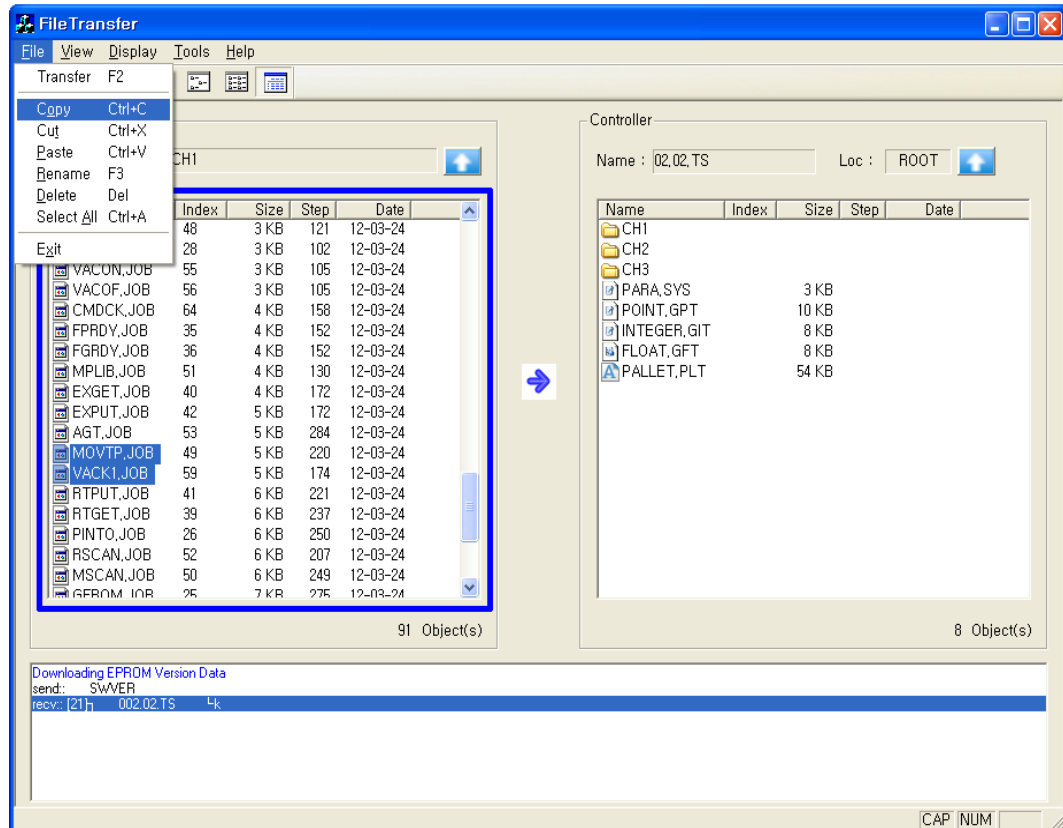 FileTransfer
File View Display Tools Help
Transfer F2
Copy Ctrl+C
Cut Ctrl+X
Paste Ctrl+V
Rename F3
Delete Del
Select All Ctrl+A
Exit
CH1
Index Size Step Date
48 3 KB 121 12-03-24
28 3 KB 102 12-03-24
VACON,JOB 55 3 KB 105 12-03-24
VACOF,JOB 56 3 KB 105 12-03-24
CMDCK,JOB 64 4 KB 158 12-03-24
FPRDY,JOB 35 4 KB 152 12-03-24
FGRDY,JOB 36 4 KB 152 12-03-24
MPLIB,JOB 51 4 KB 130 12-03-24
EXGET,JOB 40 4 KB 172 12-03-24
EXPUT,JOB 42 5 KB 172 12-03-24
AGT,JOB 53 5 KB 284 12-03-24
MOVTP,JOB 49 5 KB 220 12-03-24
VACK1,JOB 59 5 KB 174 12-03-24
RTPUT,JOB 41 6 KB 221 12-03-24
RTGET,JOB 39 6 KB 237 12-03-24
PINTO,JOB 26 6 KB 250 12-03-24
RSCAN,JOB 52 6 KB 207 12-03-24
MSCAN,JOB 50 6 KB 249 12-03-24
GFROM,JOB 25 7 KB 275 12-03-24
91 Object(s)
Controller
Name : 02,02,TS Loc : ROOT
Name Index Size Step Date
CH1
CH2
CH3
PARA,SYS 3 KB
POINT,GPT 10 KB
INTEGER,GIT 8 KB
FLOAT,GFT 8 KB
PALLET,PLT 54 KB
8 Object(s)
Downloading EPROM Version Data
send:: SWVER
recv:: [21]┐ 002.02.TS └k
CAP NUM